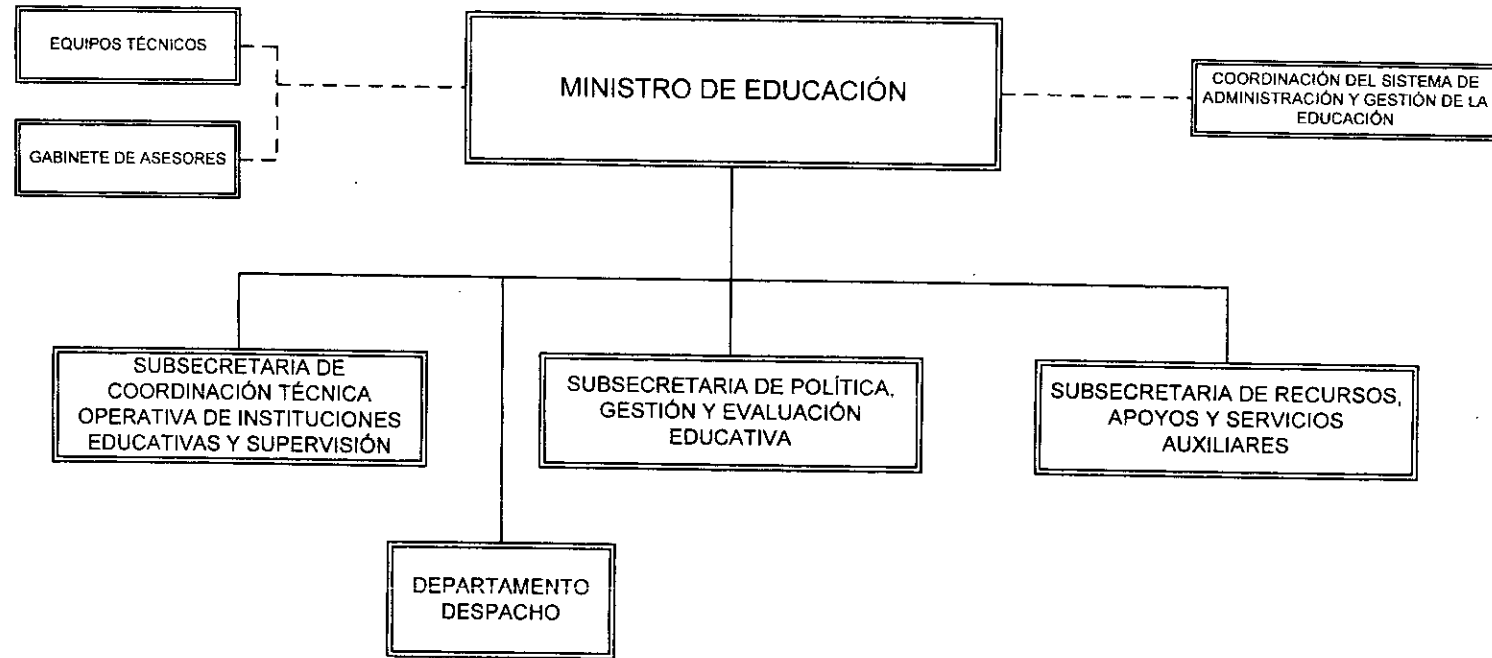 EQUIPOS TÉCNICOS
MINISTRO DE EDUCACIÓN
COORDINACIÓN DEL SISTEMA DE
ADMINISTRACIÓN Y GESTIÓN DE LA
EDUCACIÓN
GABINETE DE ASESORES
SUBSECRETARIA DE
COORDINACIÓN TÉCNICA
OPERATIVA DE INSTITUCIONES
EDUCATIVAS Y SUPERVISIÓN
SUBSECRETARIA DE POLÍTICA,
GESTIÓN Y EVALUACIÓN
EDUCATIVA
SUBSECRETARIA DE RECURSOS,
APOYOS Y SERVICIOS
AUXILIARES
DEPARTAMENTO
DESPACHO